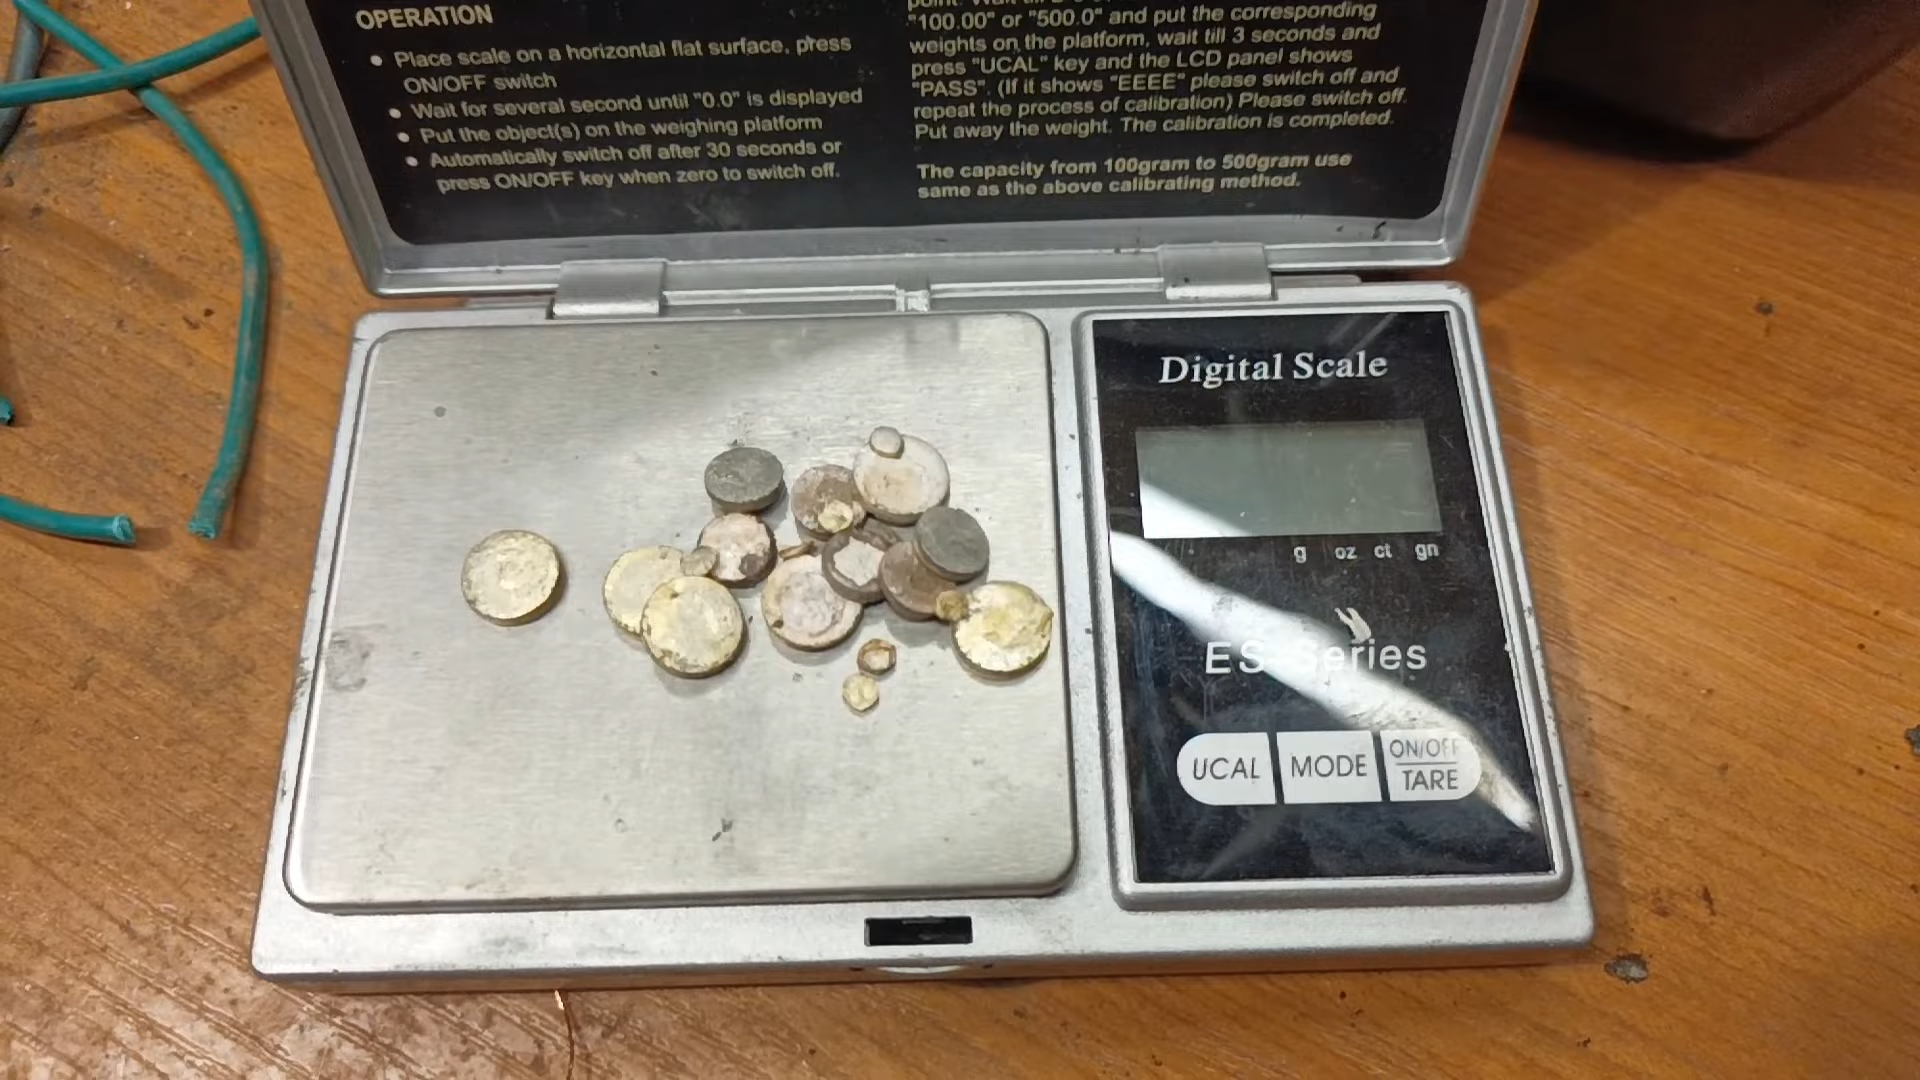 OPERATION
• Place scale on a horizontal flat surface, press
ON/OFF switch
• Wait for several second until "0.0" is displayed
• Put the object(s) on the weighing platform
• Automatically switch off after 30 seconds or
press ON/OFF key when zero to switch off.
"100.00" or "500.0" and put the corresponding
weights on the platform, wait till 3 seconds and
press "UCAL" key and the LCD panel shows
"PASS". (If it shows "EEEE" please switch off and
repeat the process of calibration) Please switch off.
Put away the weight. The calibration is completed.
The capacity from 100gram to 500gram use
same as the above calibrating method.
Digital Scale
g oz ct gn
ES Series
UCAL MODE ON/OFF
TARE